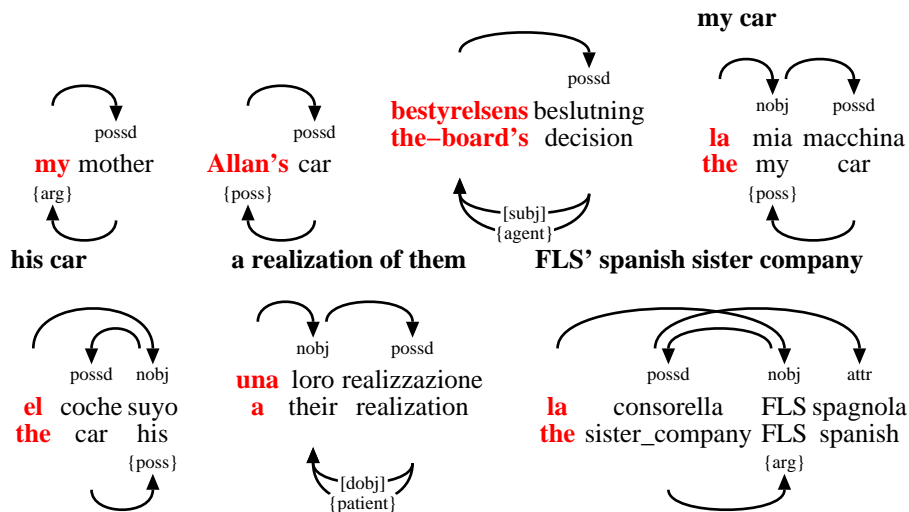 my car
possd
my mother
{arg}
possd
Allan's car
{poss}
possd
bestyrelsens beslutning
the–board's decision
[subj]
{agent}
nobj possd
la mia macchina
the my car
{poss}
his car
a realization of them
FLS' spanish sister company
possd nobj
el coche suyo
the car his
{poss}
nobj possd
una loro realizzazione
a their realization
[dobj]
{patient}
possd nobj attr
la consorella FLS spagnola
the sister_company FLS spanish
{arg}